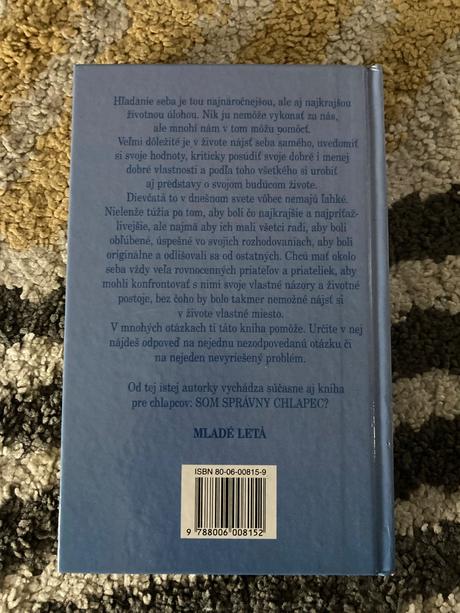 Hľadanie seba je tou najnáročnejšou, ale aj najkrajšou
životnou úlohou. Nik ju nemôže vykonať za nás,
ale mnohí nám v tom môžu pomôcť.
Veľmi dôležité je v živote nájsť seba samého, uvedomiť
si svoje hodnoty, kriticky posúdiť svoje dobré i menej
dobré vlastnosti a podľa toho všetkého si urobiť
aj predstavy o svojom budúcom živote.
Dievčatá to v dnešnom svete vôbec nemajú ľahké.
Nielenže túžia po tom, aby boli čo najkrajšie a najpríťaž-
livejšie, ale najmä aby ich mali všetci radi, aby boli
obľúbené, úspešné vo svojich rozhodovaniach, aby boli
originálne a odlišovali sa od ostatných. Chcú mať okolo
seba vždy veľa rovnocenných priateľov a priateliek, aby
mohli konfrontovať s nimi svoje vlastné názory a životné
postoje, bez čoho by bolo takmer nemožné nájsť si
v živote vlastné miesto.
V mnohých otázkach ti táto kniha pomôže. Určite v nej
nájdeš odpoveď na nejednu nezodpovedanú otázku či
na nejeden nevyriešený problém.
Od tej istej autorky vychádza súčasne aj kniha
pre chlapcov: SOM SPRÁVNY CHLAPEC?
MLADÉ LETÁ
ISBN 80-06-00815-9
9 788006 008152